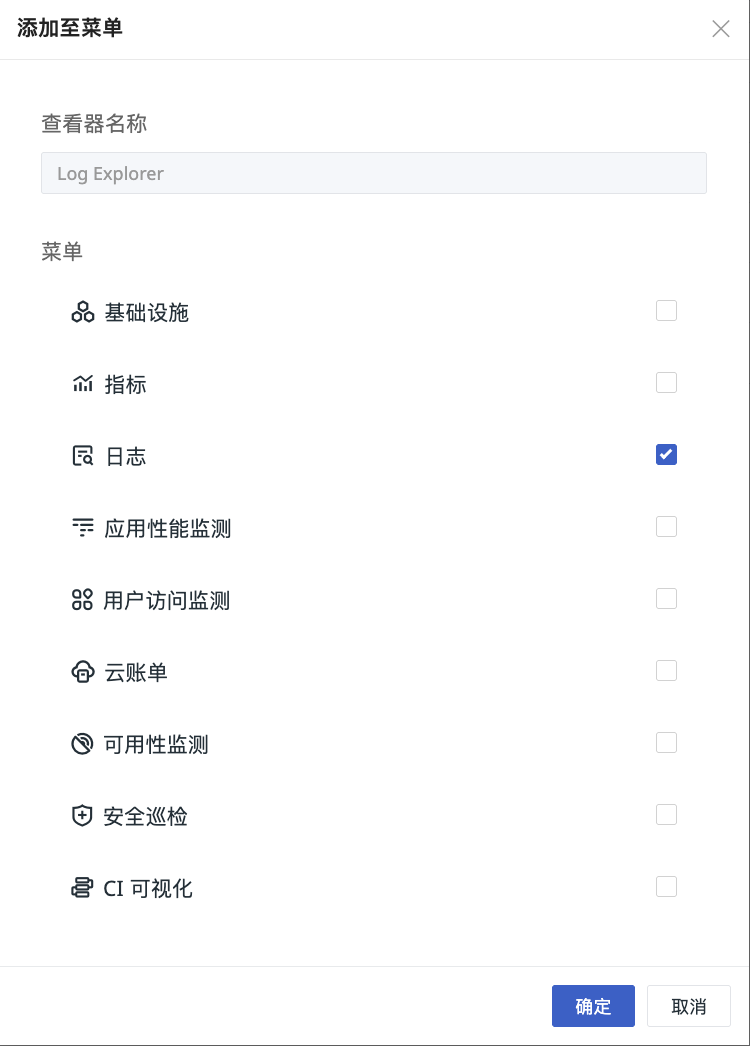 添加至菜单
查看器名称
Log Explorer
菜单
基础设施
指标
日志
应用性能监测
用户访问监测
云账单
可用性监测
安全巡检
CI 可视化
确定
取消